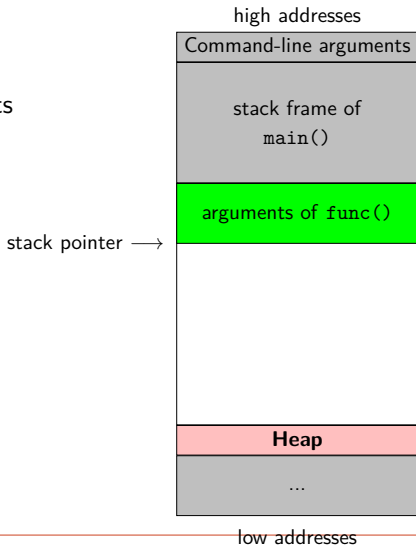 high addresses
Command-line arguments
stack frame of
main()
arguments of func()
stack pointer ⟶
Heap
...
low addresses